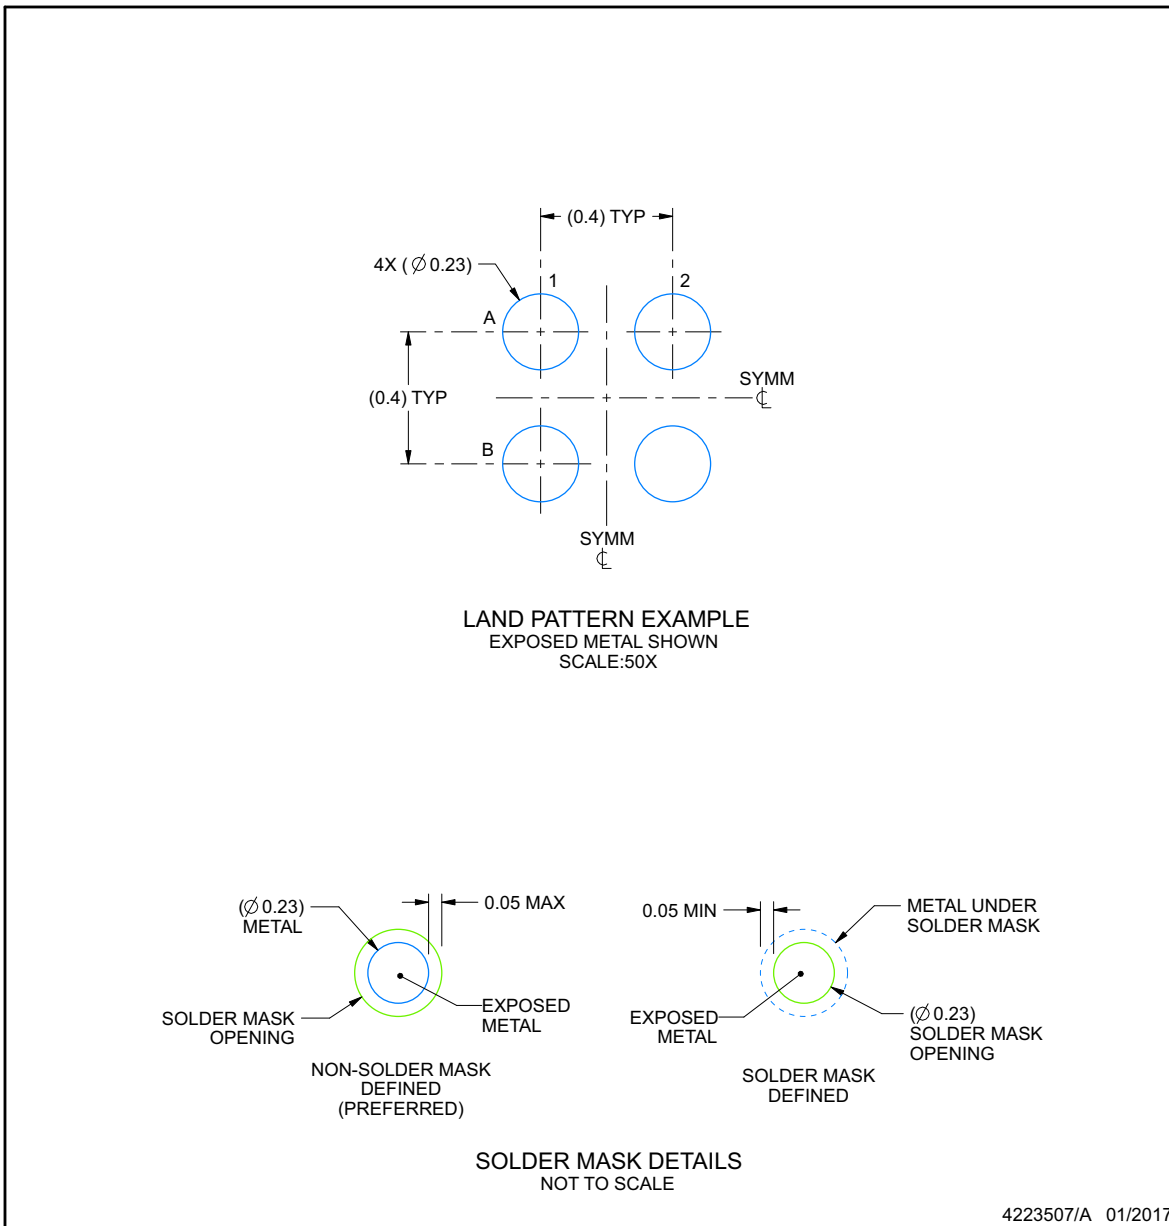 (0.4) TYP
4X ( ∅ 0.23)
1
2
A
SYMM
℄
(0.4) TYP
B
SYMM
℄
LAND PATTERN EXAMPLE
EXPOSED METAL SHOWN
SCALE:50X
(∅ 0.23)
METAL
0.05 MAX
SOLDER MASK
OPENING
EXPOSED
METAL
NON-SOLDER MASK
DEFINED
(PREFERRED)
0.05 MIN
METAL UNDER
SOLDER MASK
EXPOSED
METAL
(∅ 0.23)
SOLDER MASK
OPENING
SOLDER MASK
DEFINED
SOLDER MASK DETAILS
NOT TO SCALE
4223507/A 01/2017